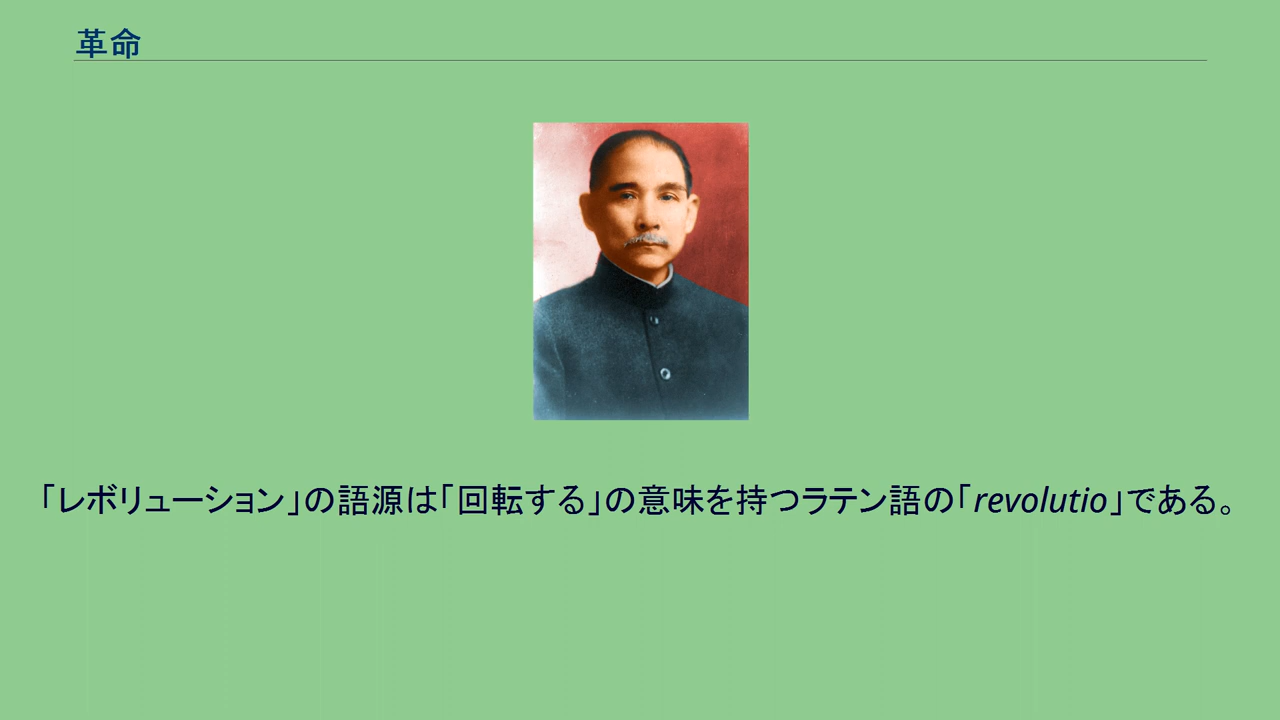 革命
「レボリューション」の語源は「回転する」の意味を持つラテン語の「revolutio」である。